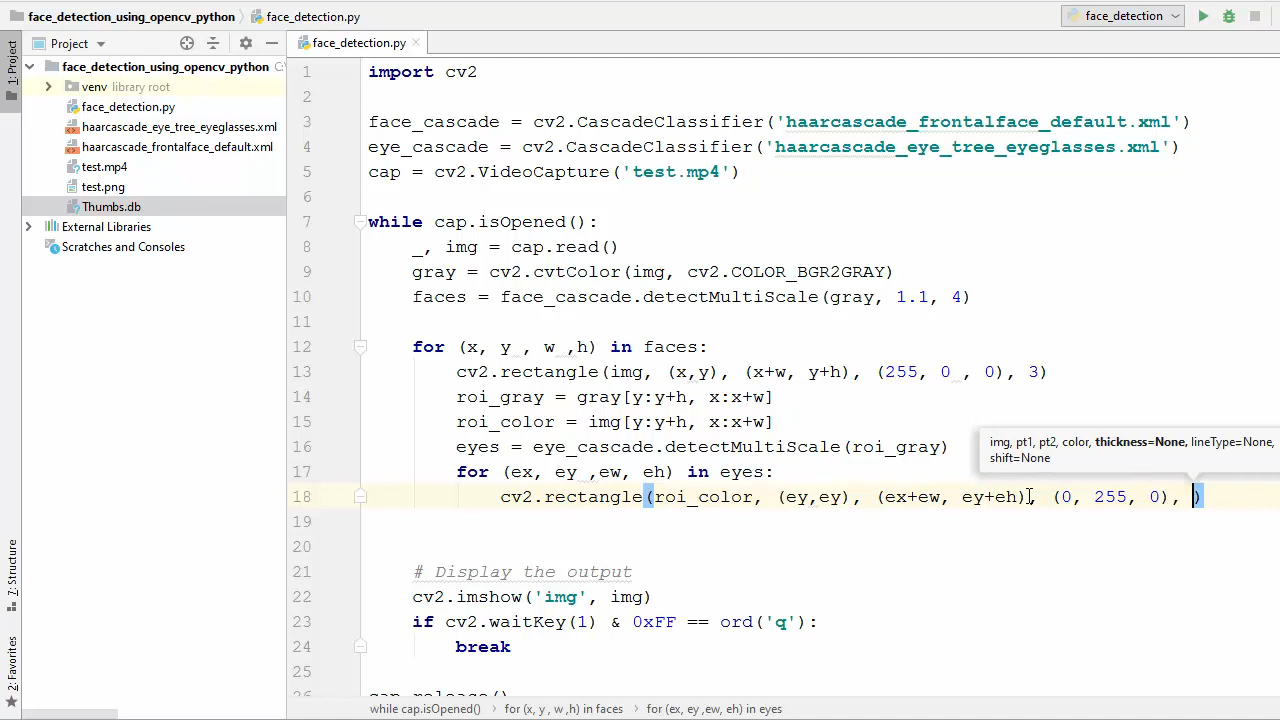 face_detection_using_opencv_python
face_detection.py
face_detection
1: Project
Project
face_detection.py
face_detection_using_opencv_python
venv library root
face_detection.py
haarcascade_eye_tree_eyeglasses.xml
haarcascade_frontalface_default.xml
test.mp4
test.png
Thumbs.db
External Libraries
Scratches and Consoles
Z: Structure
2: Favorites
1 import cv2
2
3 face_cascade = cv2.CascadeClassifier('haarcascade_frontalface_default.xml')
4 eye_cascade = cv2.CascadeClassifier('haarcascade_eye_tree_eyeglasses.xml')
5 cap = cv2.VideoCapture('test.mp4')
6
7 while cap.isOpened():
8 _, img = cap.read()
9 gray = cv2.cvtColor(img, cv2.COLOR_BGR2GRAY)
10 faces = face_cascade.detectMultiScale(gray, 1.1, 4)
11
12 for (x, y , w ,h) in faces:
13 cv2.rectangle(img, (x,y), (x+w, y+h), (255, 0 , 0), 3)
14 roi_gray = gray[y:y+h, x:x+w]
15 roi_color = img[y:y+h, x:x+w]
16 eyes = eye_cascade.detectMultiScale(roi_gray)
img, pt1, pt2, color, thickness=None, lineType=None,
shift=None
17 for (ex, ey ,ew, eh) in eyes:
18 cv2.rectangle(roi_color, (ey,ey), (ex+ew, ey+eh), (0, 255, 0), )
19
20
21 # Display the output
22 cv2.imshow('img', img)
23 if cv2.waitKey(1) & 0xFF == ord('q'):
24 break
25
26 cap.release()
while cap.isOpened() for (x, y , w ,h) in faces for (ex, ey ,ew, eh) in eyes